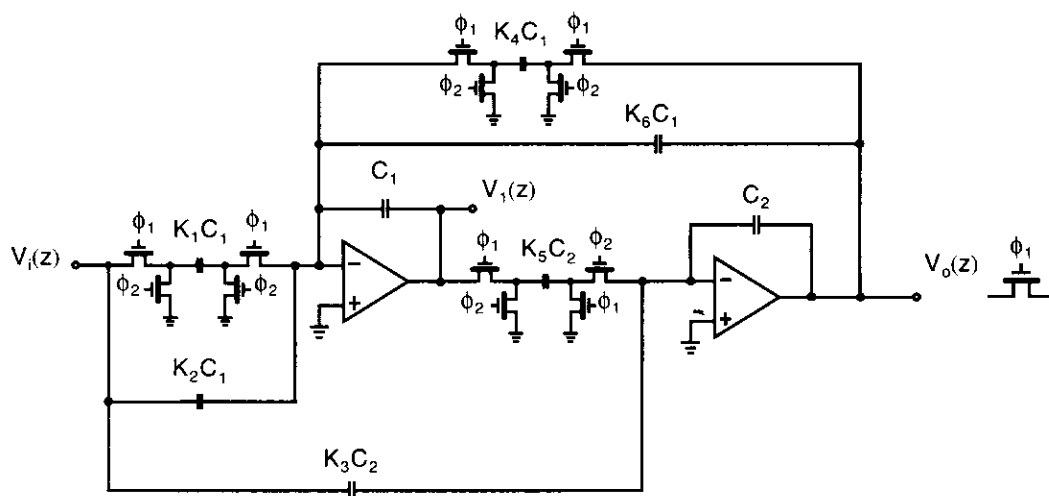 ϕ₁ K₄C₁ ϕ₁
ϕ₂ ϕ₂
K₆C₁
C₁
V₁(z)
C₂
ϕ₁ K₁C₁ ϕ₁
ϕ₁ K₅C₂ ϕ₂
Vᵢ(z)
Vₒ(z)
ϕ₁
ϕ₂ ϕ₂
ϕ₂ ϕ₁
− +
− +
K₂C₁
K₃C₂